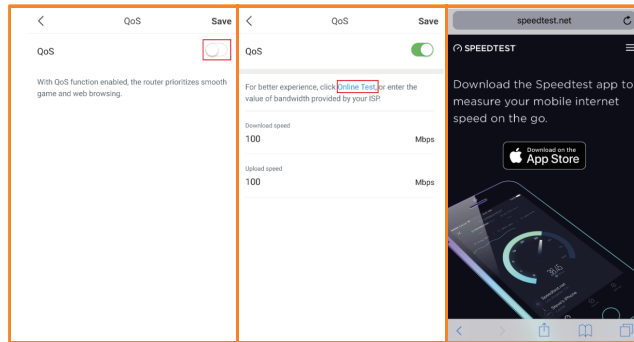 QoS
Save
QoS
With QoS function enabled, the router prioritizes smooth
game and web browsing.
QoS
Save
QoS
For better experience, click Online Test, or enter the
value of bandwidth provided by your ISP.
Download speed
100
Mbps
Upload speed
100
Mbps
speedtest.net
SPEEDTEST
Download the Speedtest app to
measure your mobile internet
speed on the go.
Download on the
App Store